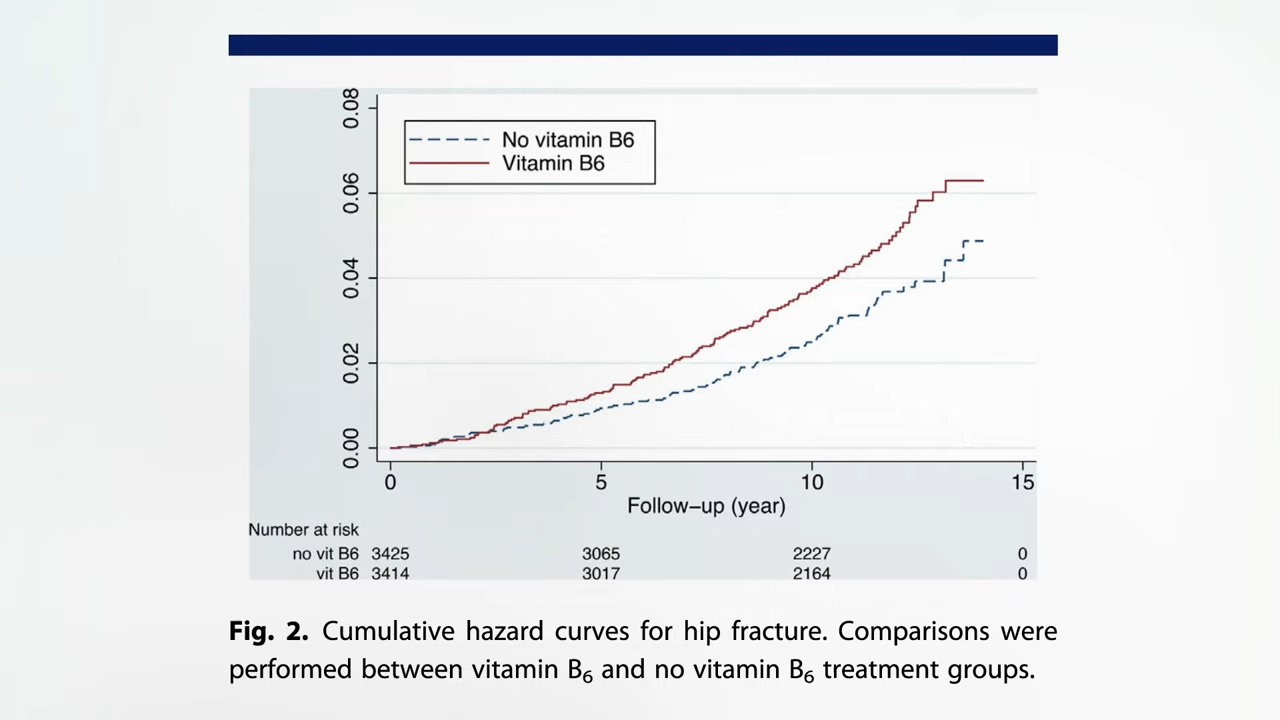 0.08
0.06
0.04
0.02
0.00
No vitamin B6
Vitamin B6
0 5 10 15
Follow–up (year)
Number at risk
no vit B6 3425 3065 2227 0
vit B6 3414 3017 2164 0
Fig. 2. Cumulative hazard curves for hip fracture. Comparisons were
performed between vitamin B₆ and no vitamin B₆ treatment groups.